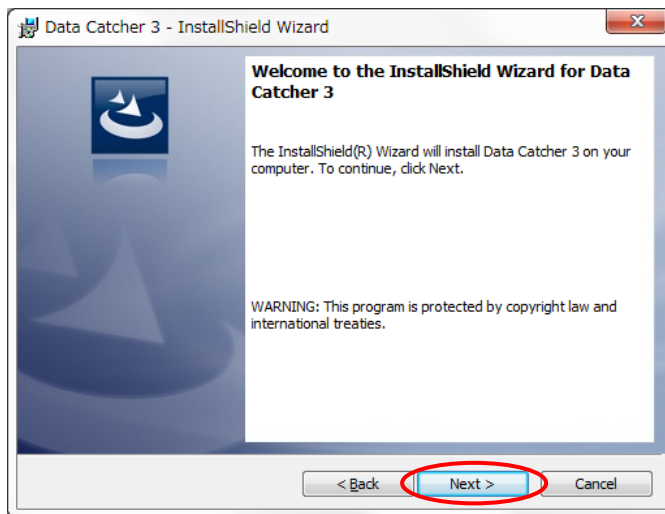 Data Catcher 3 - InstallShield Wizard
Welcome to the InstallShield Wizard for Data
Catcher 3
The InstallShield(R) Wizard will install Data Catcher 3 on your
computer. To continue, click Next.
WARNING: This program is protected by copyright law and
international treaties.
< Back
Next >
Cancel